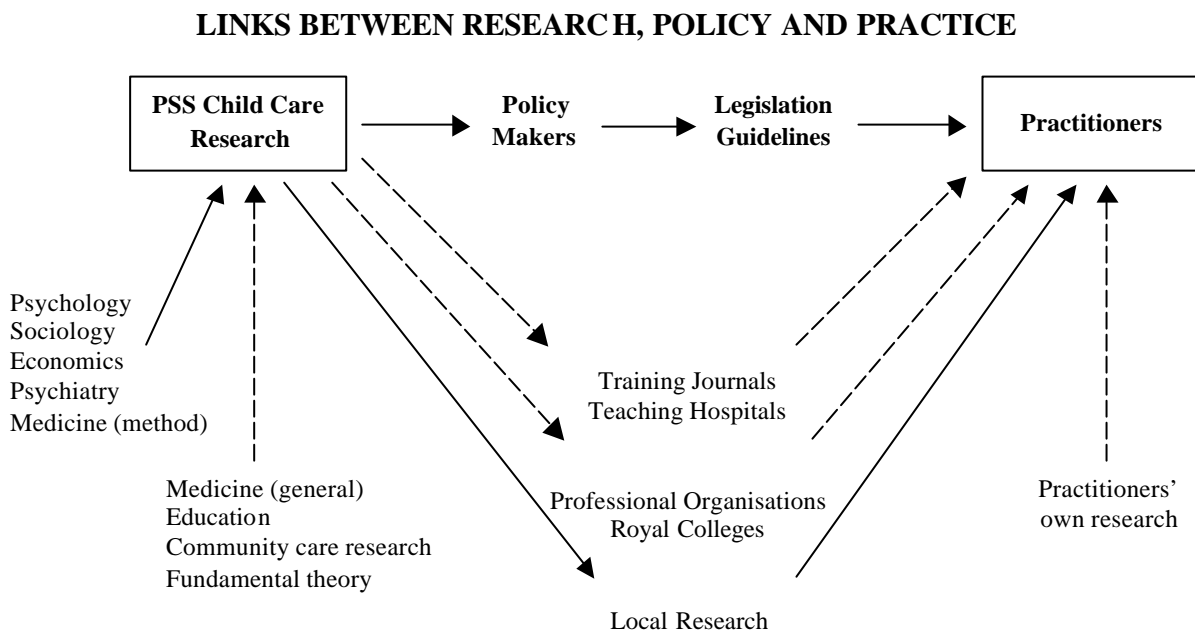 LINKS BETWEEN RESEARCH, POLICY AND PRACTICE
PSS Child Care
Research
Policy
Makers
Legislation
Guidelines
Practitioners
Psychology
Sociology
Economics
Psychiatry
Medicine (method)
Training Journals
Teaching Hospitals
Medicine (general)
Education
Community care research
Fundamental theory
Professional Organisations
Royal Colleges
Practitioners’
own research
Local Research